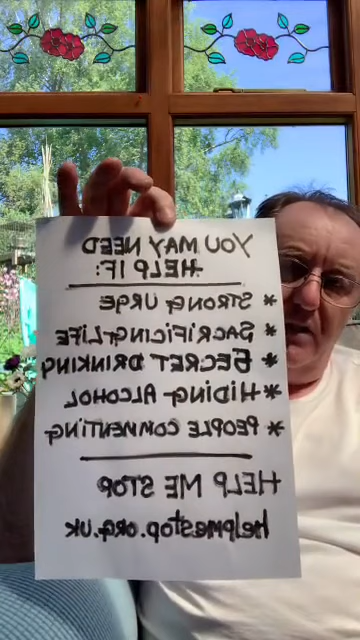 YOU MAY NEED
HELP IF:
* STRONG URGE
* SACRIFICING LIFE
* SECRET DRINKING
* HIDING ALCOHOL
* PEOPLE COMMENTING
HELP ME STOP
helpmestop.org.uk